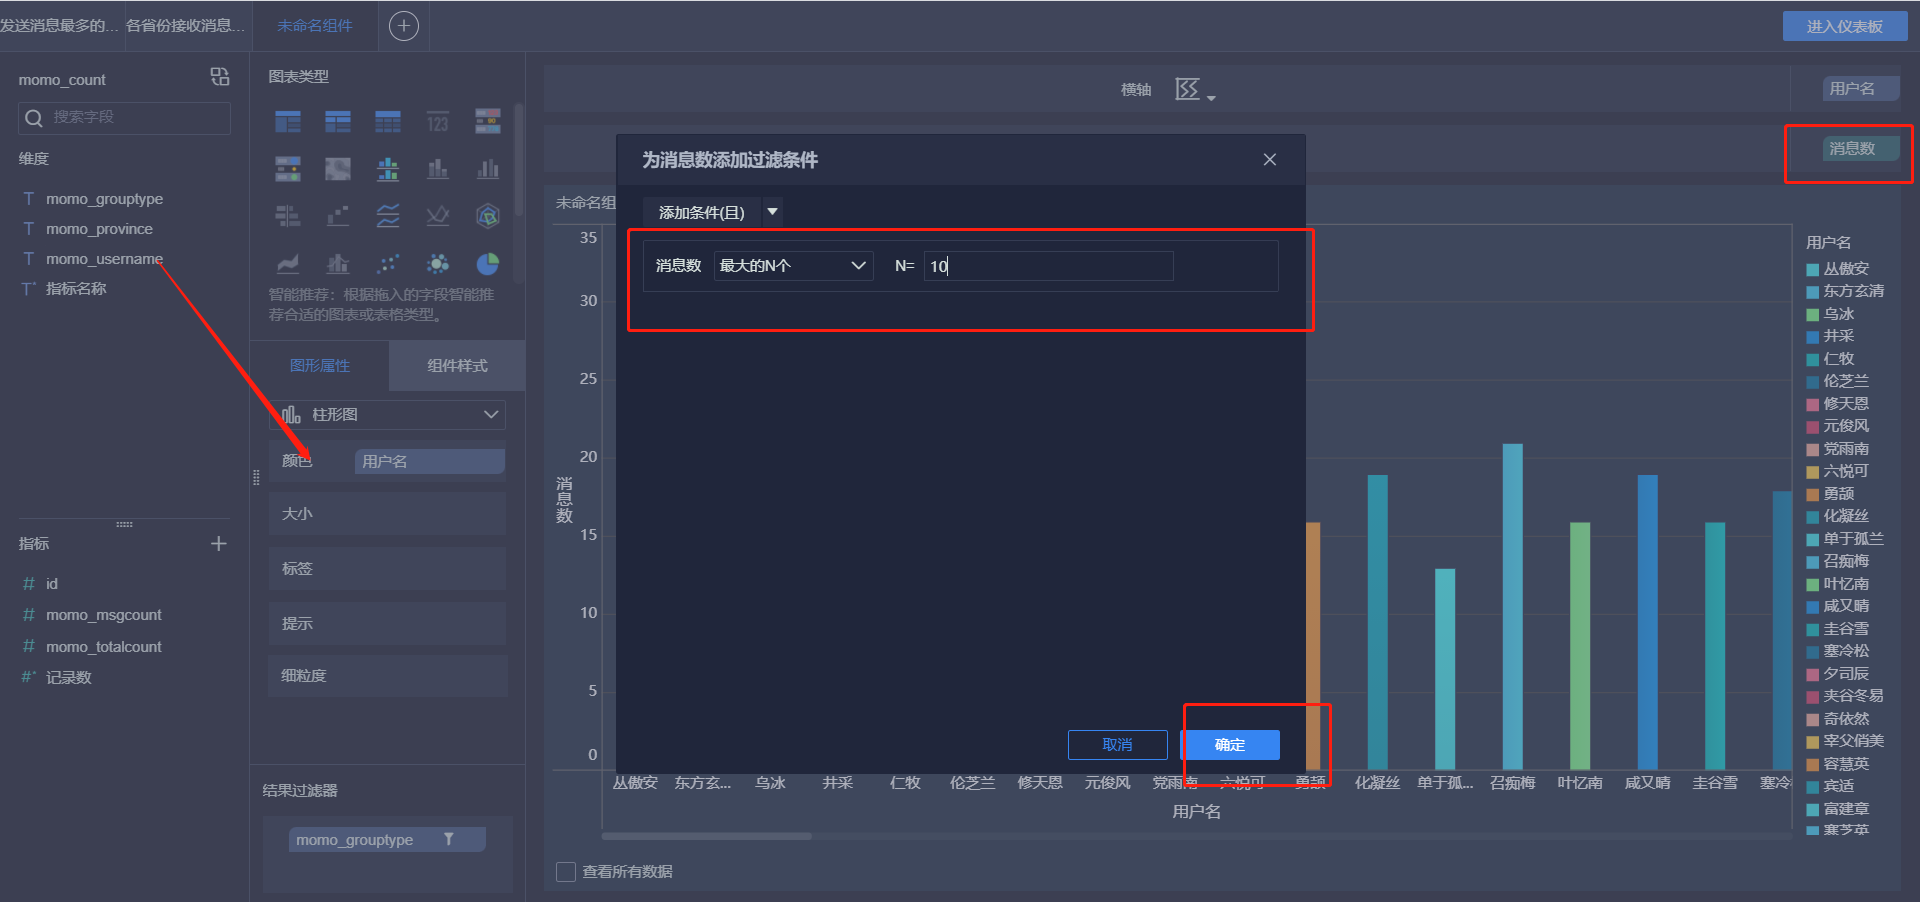 发送消息最多的...
各省份接收消息...
未命名组件
进入仪表板
momo_count
搜索字段
维度
T momo_grouptype
T momo_province
T momo_username
T* 指标名称
指标
# id
# momo_msgcount
# momo_totalcount
#* 记录数
图表类型
123
智能推荐：根据拖入的字段智能推
荐合适的图表或表格类型。
图形属性
组件样式
柱形图
颜色
用户名
大小
标签
提示
细粒度
结果过滤器
momo_grouptype
横轴
用户名
消息数
未命名组
为消息数添加过滤条件
添加条件(且)
消息数
最大的N个
N=
10
取消
确定
35
30
25
20
15
10
5
0
消息数
丛傲安
东方玄...
乌冰
井采
仁牧
伦芝兰
修天恩
元俊风
党雨南
六悦可
勇颉
化凝丝
单于孤...
召痴梅
叶忆南
咸又晴
圭谷雪
塞冷
用户名
查看所有数据
用户名
丛傲安
东方玄清
乌冰
井采
仁牧
伦芝兰
修天恩
元俊风
党雨南
六悦可
勇颉
化凝丝
单于孤兰
召痴梅
叶忆南
咸又晴
圭谷雪
塞冷松
夕司辰
夹谷冬易
奇依然
宰父俏美
容慧英
宾适
富建章
寒芝英